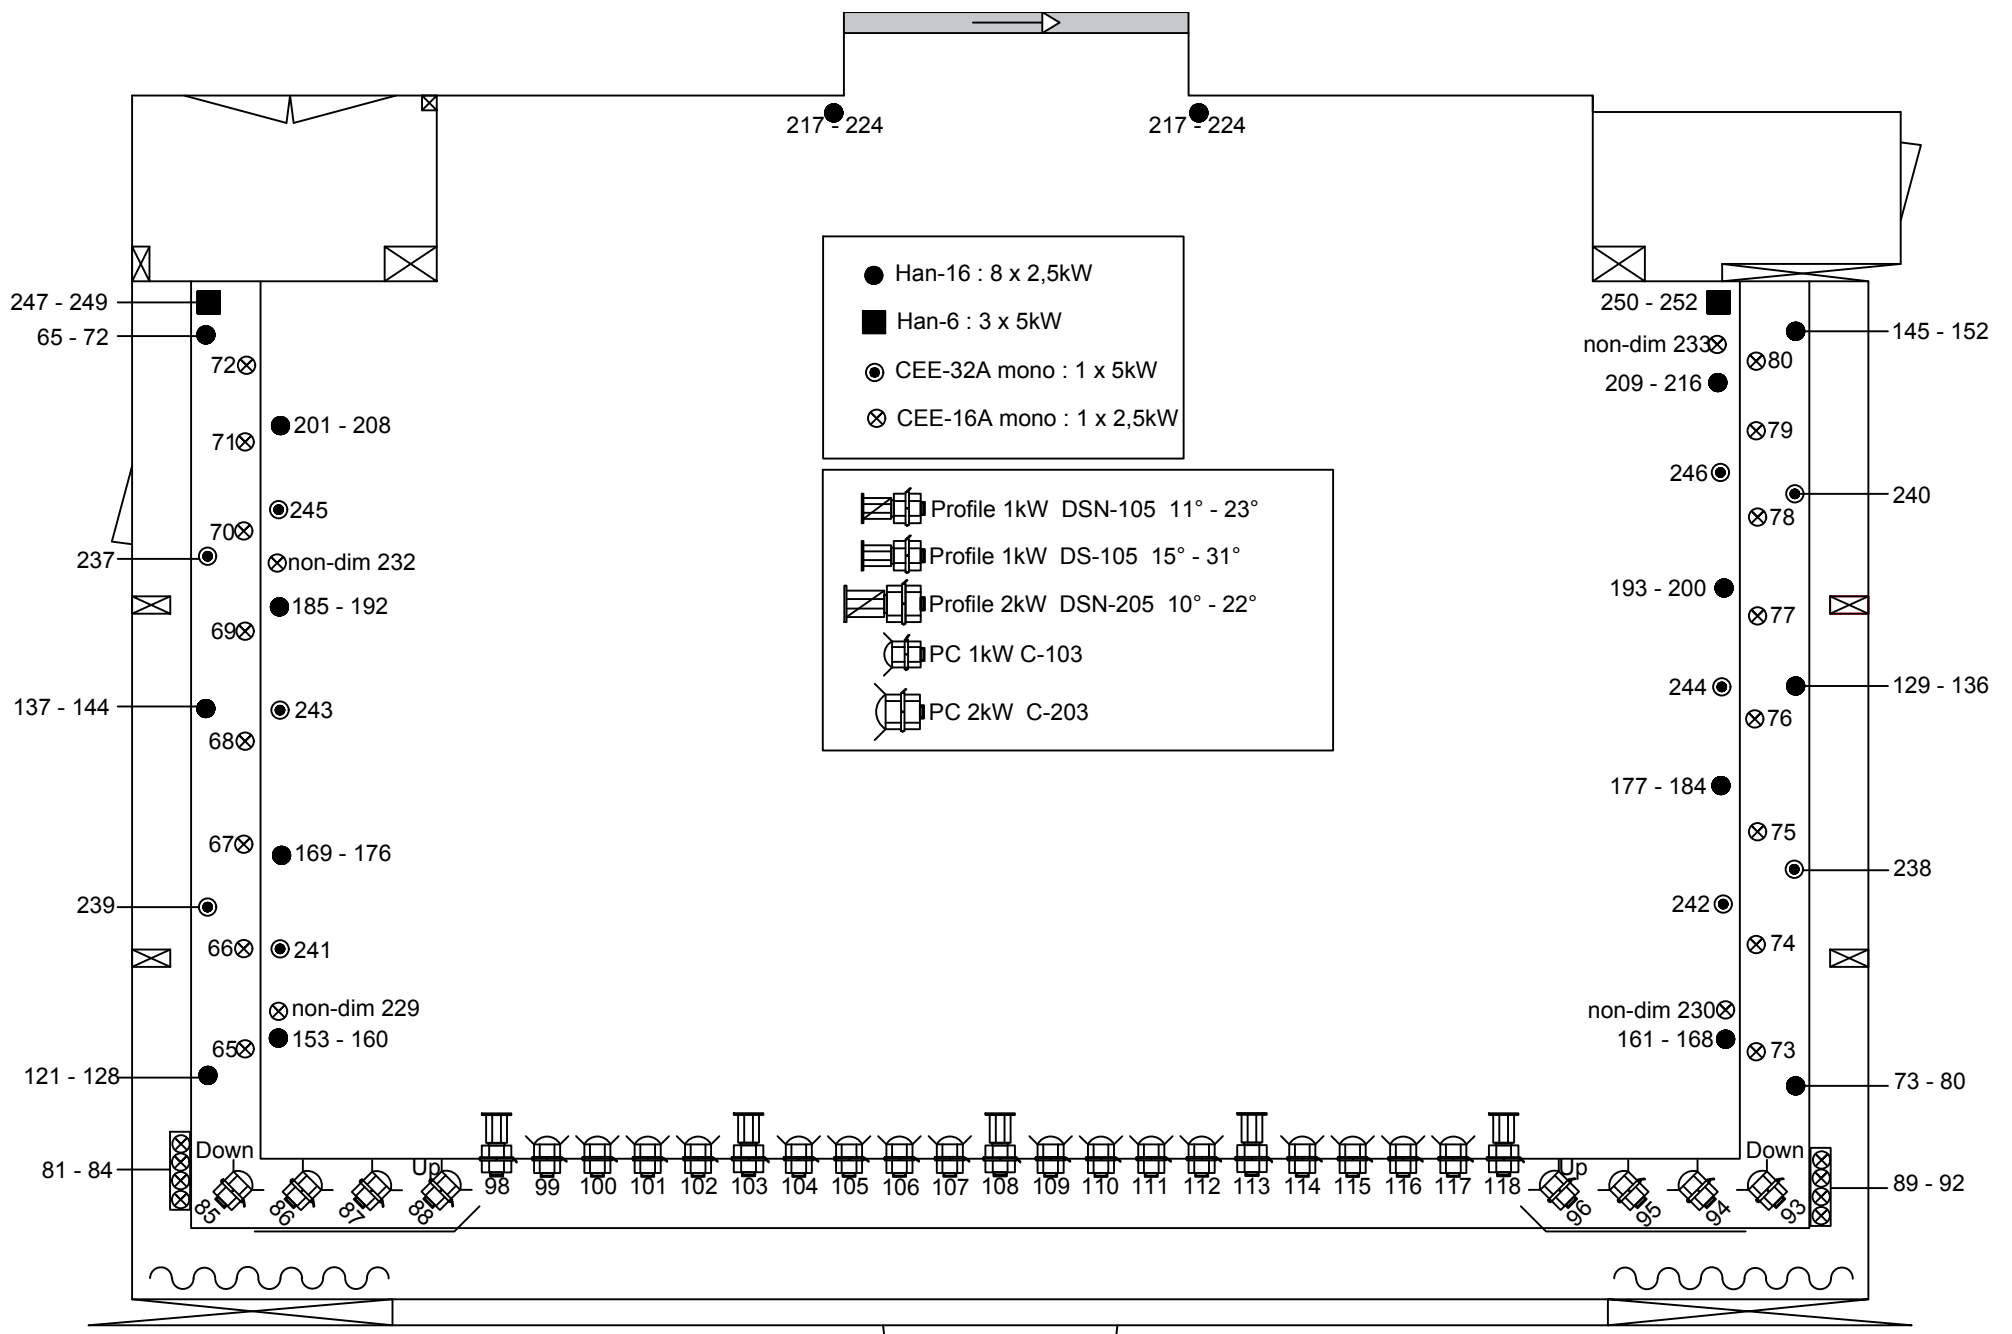 217 - 224
217 - 224
Han-16 : 8 x 2,5kW
Han-6 : 3 x 5kW
CEE-32A mono : 1 x 5kW
CEE-16A mono : 1 x 2,5kW
Profile 1kW  DSN-105  11° - 23°
Profile 1kW  DS-105  15° - 31°
Profile 2kW  DSN-205  10° - 22°
PC 1kW C-103
PC 2kW  C-203
247 - 249
65 - 72
72
201 - 208
71
245
70
237
non-dim 232
185 - 192
69
137 - 144
243
68
67
169 - 176
239
66
241
non-dim 229
153 - 160
65
121 - 128
Down
81 - 84
Up
85
86
87
88
98
99
100
101
102
103
104
105
106
107
108
109
110
111
112
113
114
115
116
117
118
250 - 252
non-dim 233
145 - 152
80
209 - 216
79
246
240
78
193 - 200
77
244
129 - 136
76
177 - 184
75
238
242
74
non-dim 230
161 - 168
73
73 - 80
Down
Up
89 - 92
96
95
94
93